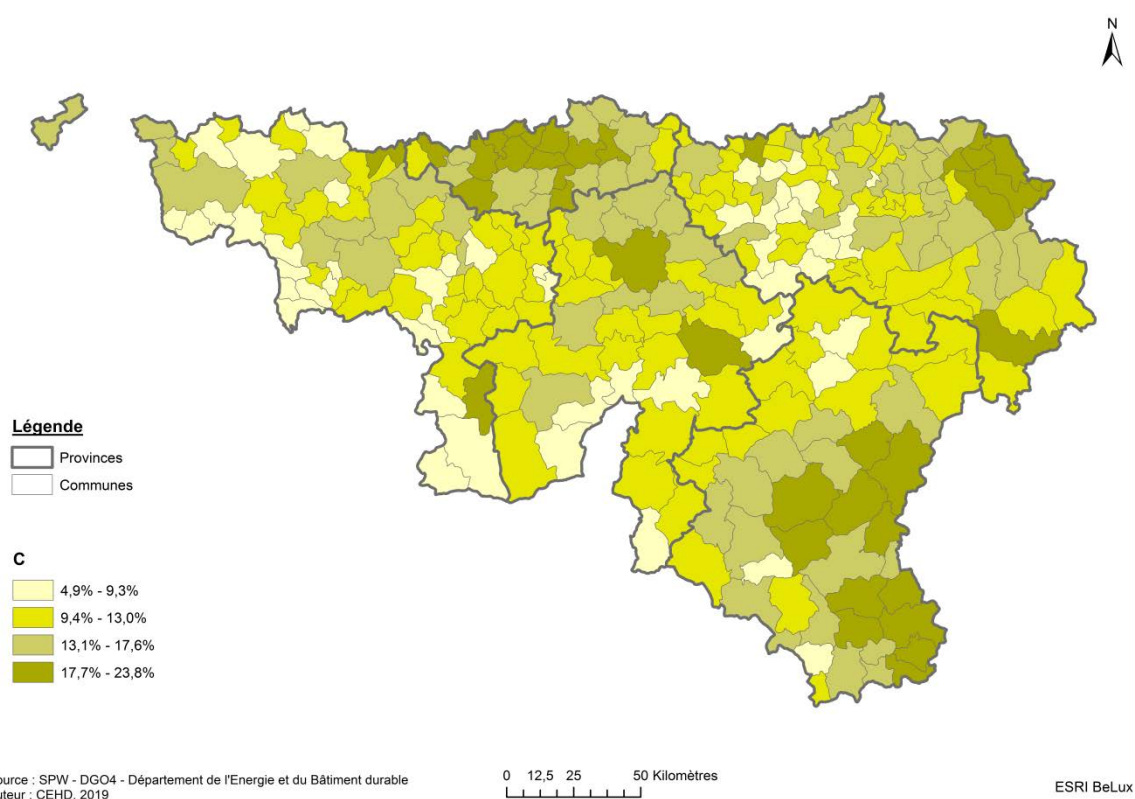 N
Légende
Provinces
Communes
C
4,9% - 9,3%
9,4% - 13,0%
13,1% - 17,6%
17,7% - 23,8%
ource : SPW - DGO4 - Département de l'Energie et du Bâtiment durable
uteur : CEHD, 2019
0 12,5 25 50 Kilomètres
ESRI BeLux